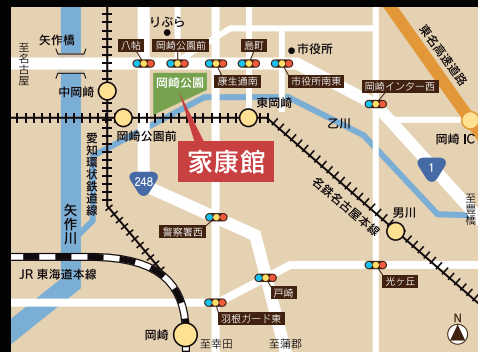 りぶら
至名古屋
矢作橋
八帖
岡崎公園前
島町
市役所
東名高速道路
康生通南
市役所南東
岡崎公園
岡崎インター西
中岡崎
岡崎公園前
東岡崎
乙川
岡崎 IC
愛知環状鉄道線
家康館
1
248
名鉄名古屋本線
至豊橋
矢作川
警察署西
男川
JR 東海道本線
戸崎
光ヶ丘
羽根ガード東
岡崎
至幸田
至蒲郡
N